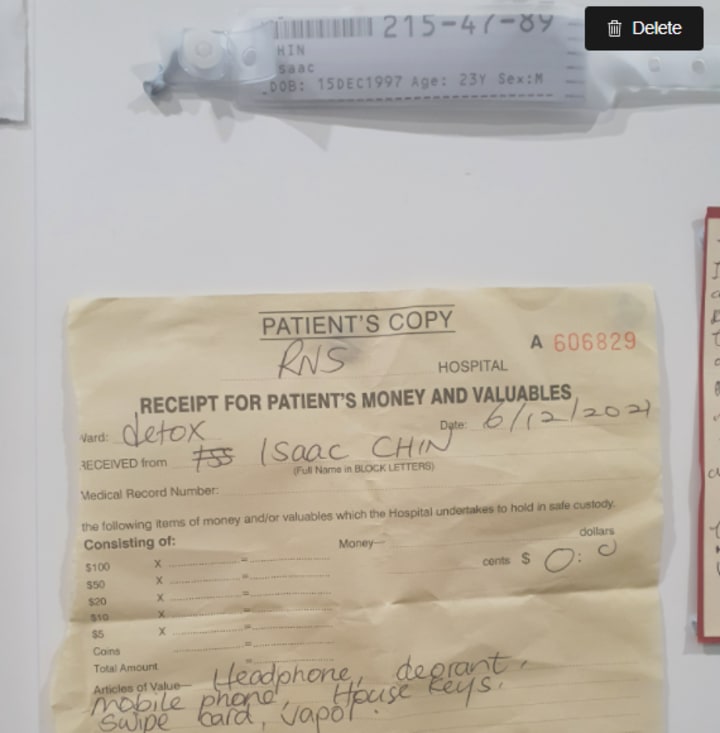 Delete
215-47-89
HIN
saac
DOB: 15DEC1997 Age: 23Y Sex:M
PATIENT'S COPY
A 606829
RNS HOSPITAL
RECEIPT FOR PATIENT'S MONEY AND VALUABLES
Ward: detox Date: 6/12/2021
RECEIVED from Isaac CHIN
(Full Name in BLOCK LETTERS)
Medical Record Number:
the following items of money and/or valuables which the Hospital undertakes to hold in safe custody.
Consisting of: Money— dollars
cents $ 0:0
$100 X =
$50 X =
$20 X =
$10 X =
$5 X =
Coins =
Total Amount =
Articles of Value— Headphone, deorant,
mobile phone, House keys,
Swipe card, vapor.